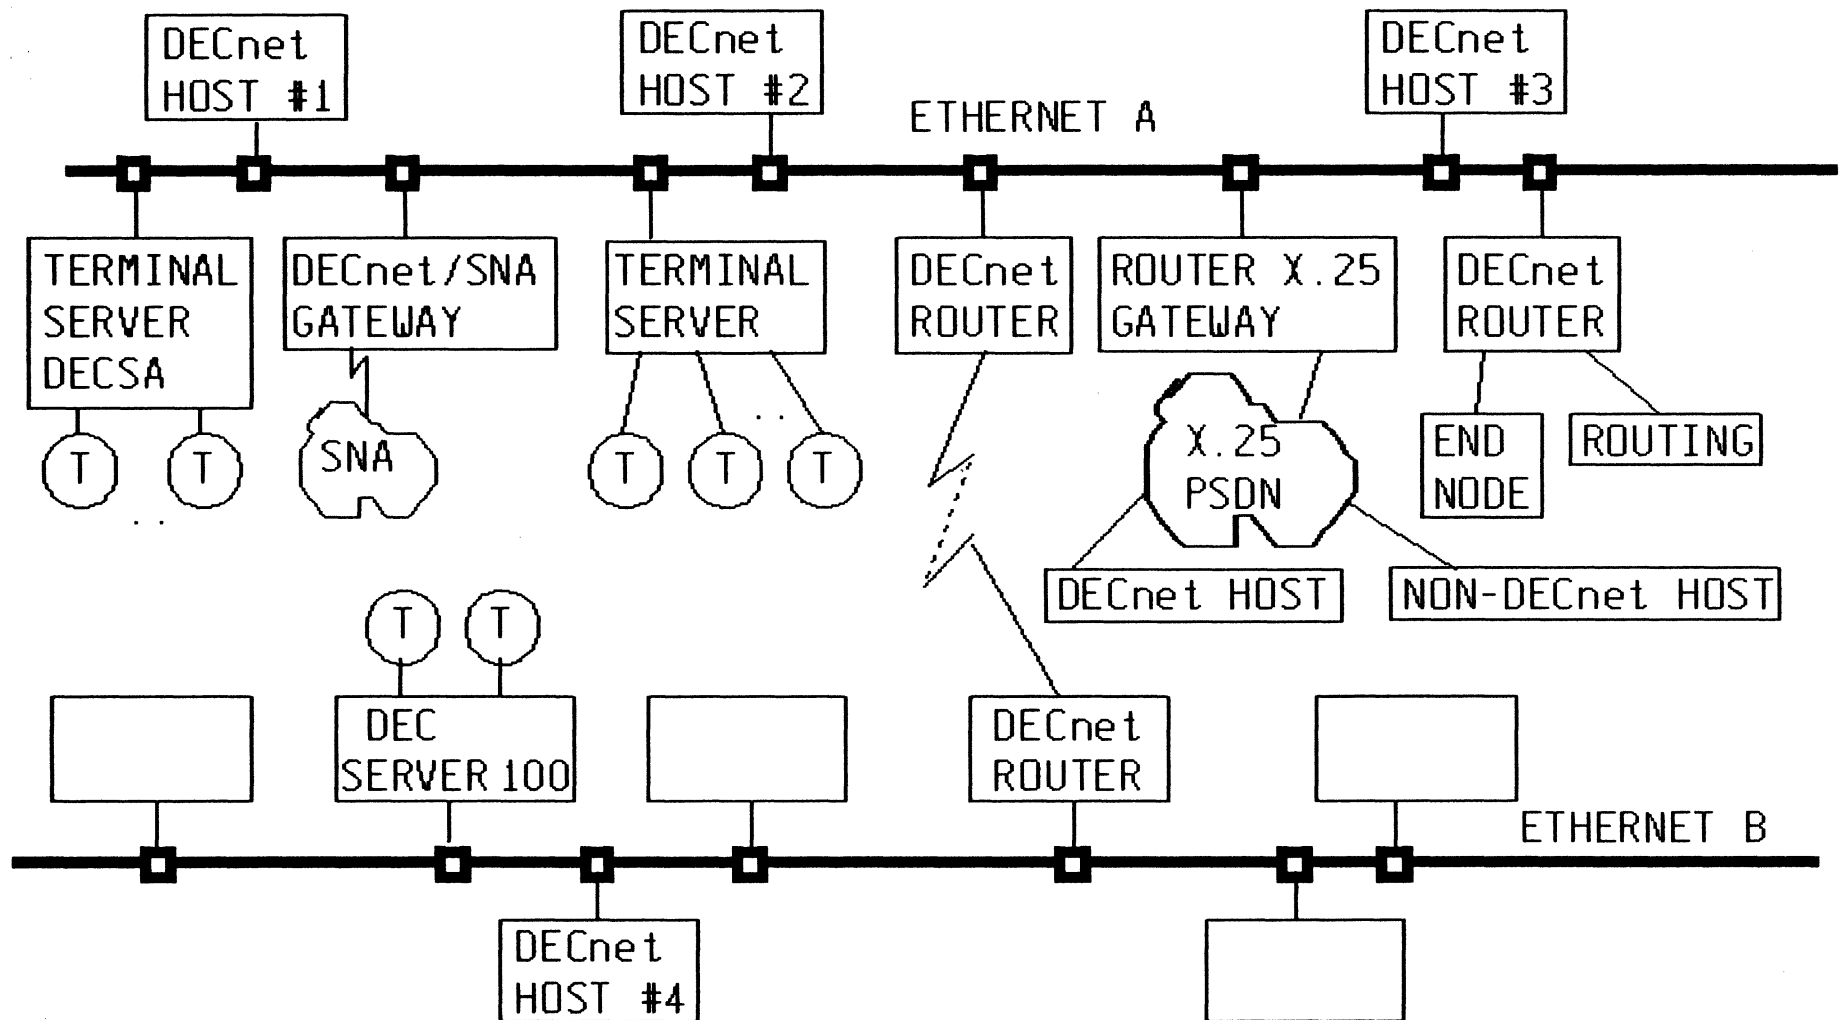 DECnet
HOST #1
DECnet
HOST #2
ETHERNET A
DECnet
HOST #3
TERMINAL
SERVER
DECSA
DECnet/SNA
GATEWAY
TERMINAL
SERVER
DECnet
ROUTER
ROUTER X.25
GATEWAY
DECnet
ROUTER
T
T
SNA
T
T
T
X.25
PSDN
END
NODE
ROUTING
DECnet HOST
NON-DECnet HOST
T
T
DEC
SERVER 100
DECnet
ROUTER
ETHERNET B
DECnet
HOST #4